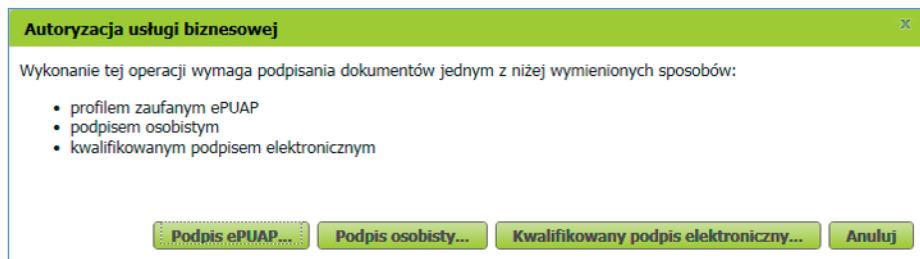 Autoryzacja usługi biznesowej x
Wykonanie tej operacji wymaga podpisania dokumentów jednym z niżej wymienionych sposobów:
• profilem zaufanym ePUAP
• podpisem osobistym
• kwalifikowanym podpisem elektronicznym
Podpis ePUAP... Podpis osobisty... Kwalifikowany podpis elektroniczny... Anuluj